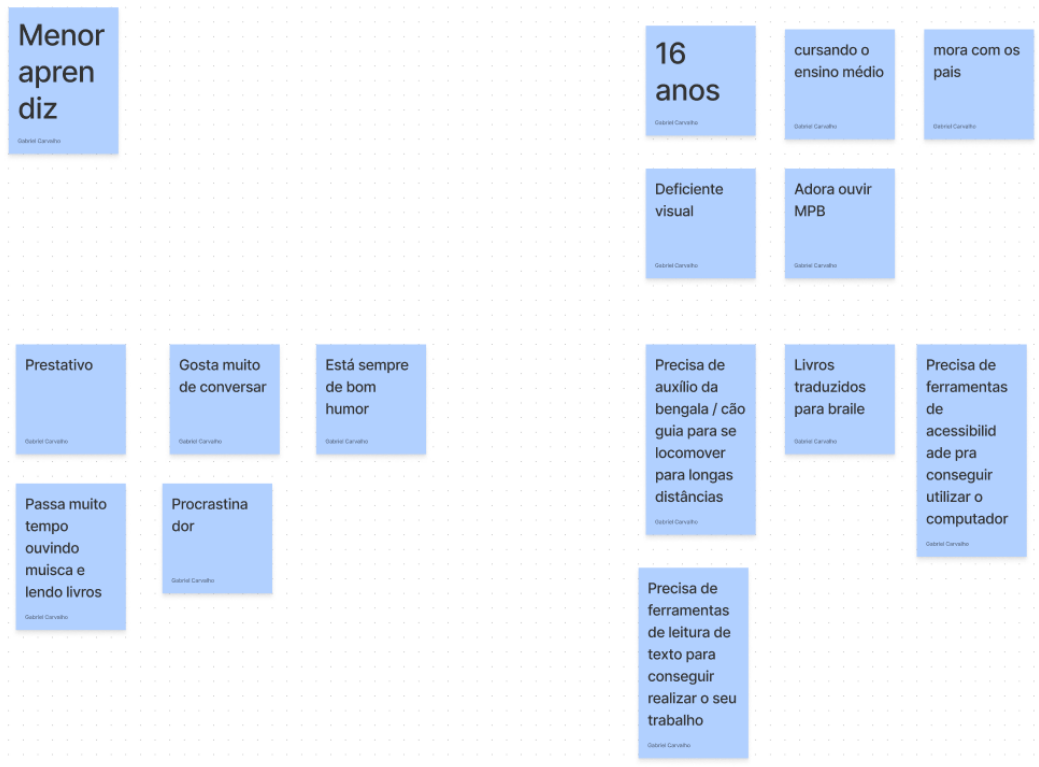 Menor
apren
diz
Gabriel Carvalho
16
anos
Gabriel Carvalho
cursando o
ensino médio
Gabriel Carvalho
mora com os
pais
Gabriel Carvalho
Deficiente
visual
Gabriel Carvalho
Adora ouvir
MPB
Gabriel Carvalho
Prestativo
Gabriel Carvalho
Gosta muito
de conversar
Gabriel Carvalho
Está sempre
de bom
humor
Gabriel Carvalho
Passa muito
tempo
ouvindo
muisca e
lendo livros
Gabriel Carvalho
Procrastina
dor
Gabriel Carvalho
Precisa de
auxílio da
bengala / cão
guia para se
locomover
para longas
distâncias
Gabriel Carvalho
Livros
traduzidos
para braile
Gabriel Carvalho
Precisa de
ferramentas
de
acessibilid
ade pra
conseguir
utilizar o
computador
Gabriel Carvalho
Precisa de
ferramentas
de leitura de
texto para
conseguir
realizar o seu
trabalho
Gabriel Carvalho